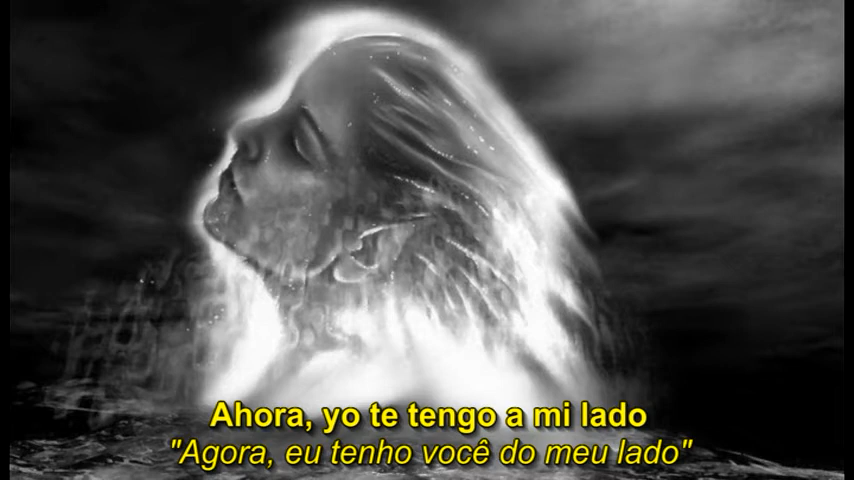 Ahora, yo te tengo a mi lado
"Agora, eu tenho você do meu lado"